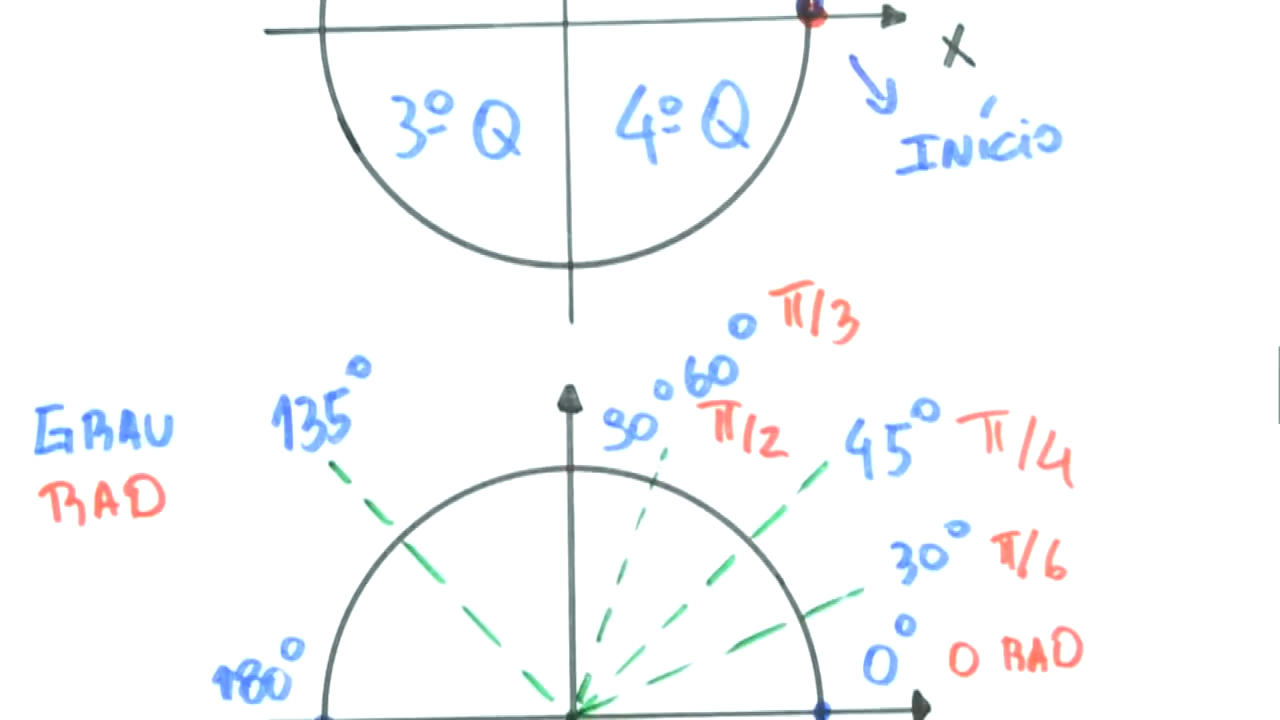 X
3º Q
4º Q
INÍCIO
GRAU
RAD
135°
90° π/2
60° π/3
45° π/4
30° π/6
0° 0 RAD
180°